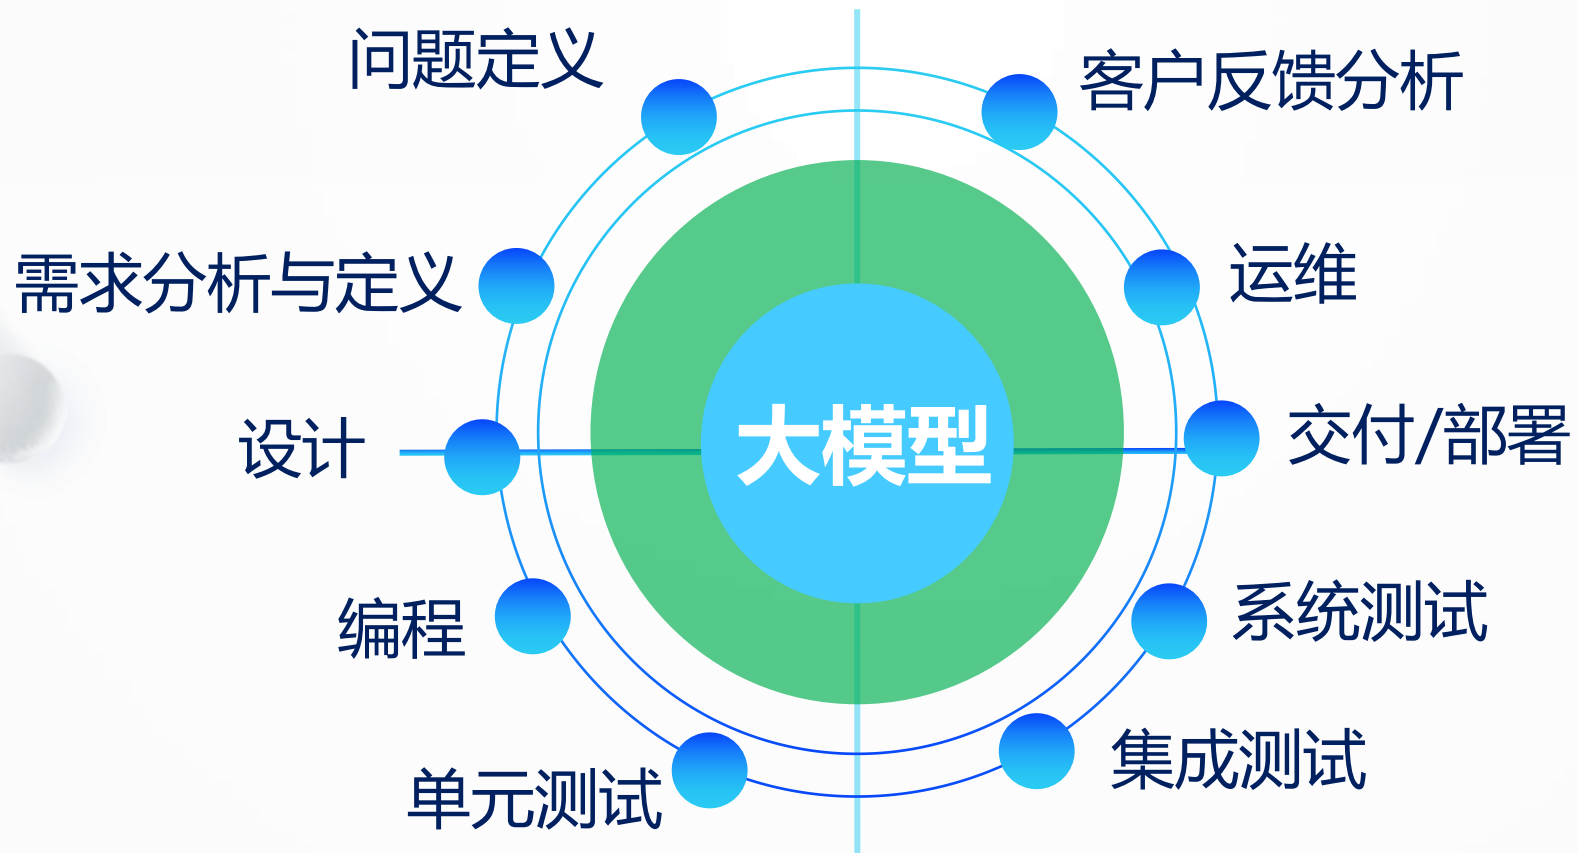 问题定义
客户反馈分析
需求分析与定义
运维
设计
大模型
交付/部署
编程
系统测试
单元测试
集成测试